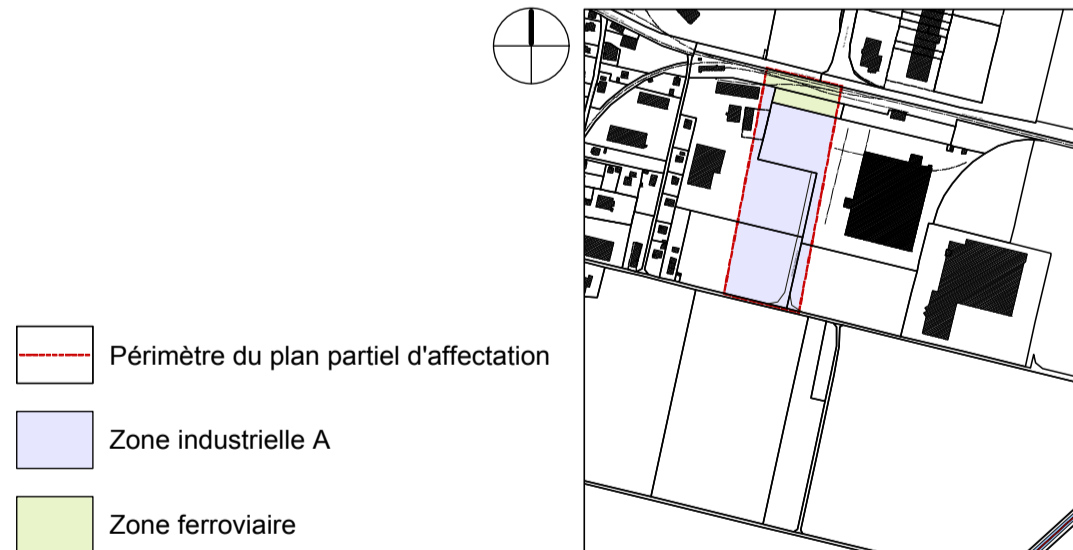 Périmètre du plan partiel d'affectation
Zone industrielle A
Zone ferroviaire